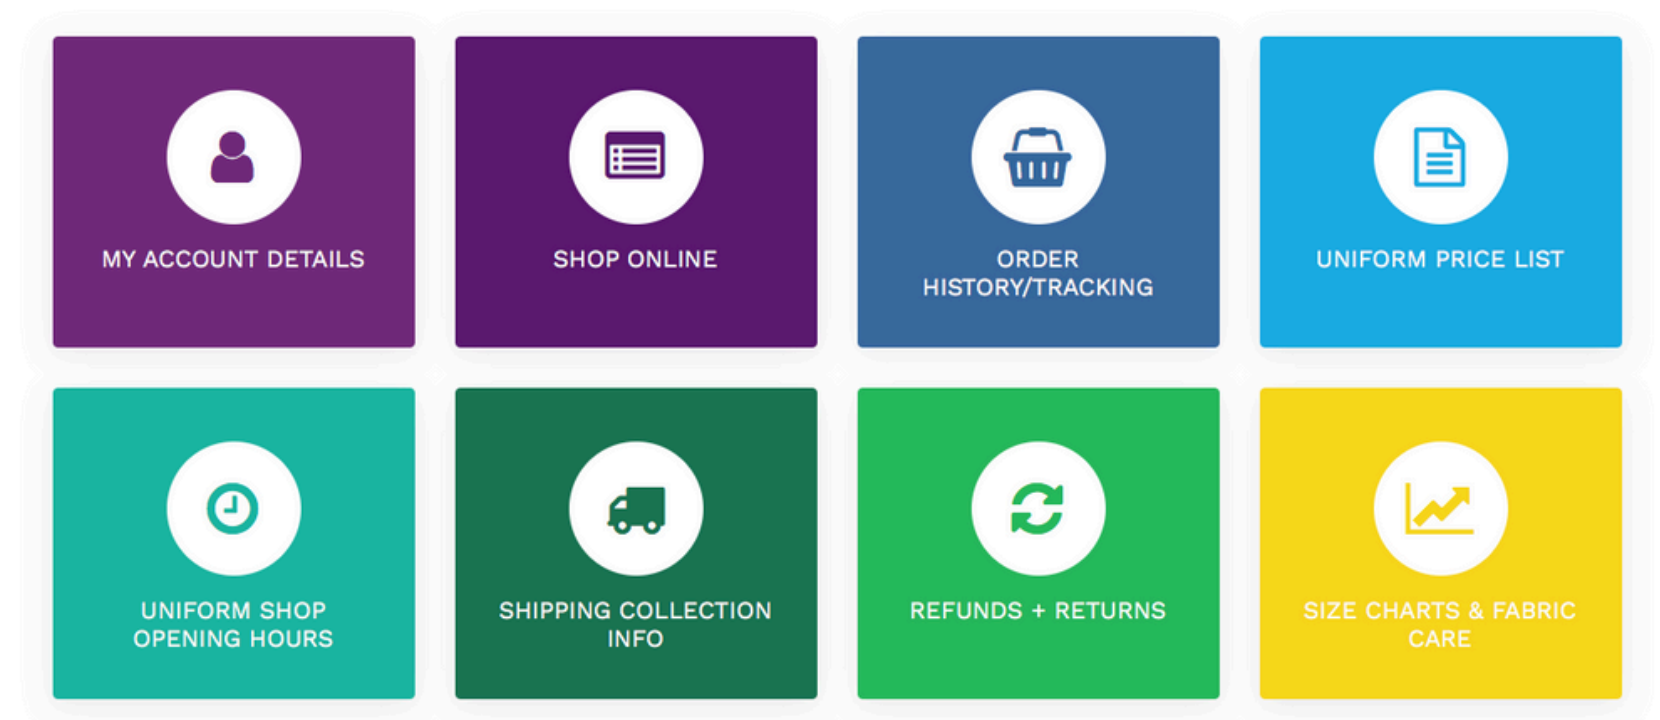 MY ACCOUNT DETAILS
SHOP ONLINE
ORDER
HISTORY/TRACKING
UNIFORM PRICE LIST
UNIFORM SHOP
OPENING HOURS
SHIPPING COLLECTION
INFO
REFUNDS + RETURNS
SIZE CHARTS & FABRIC
CARE